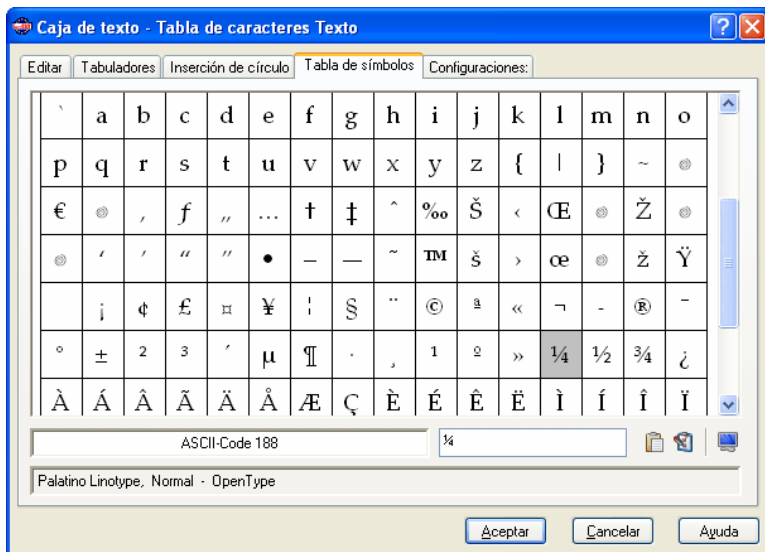 Caja de texto - Tabla de caracteres Texto
Editar Tabuladores Inserción de círculo Tabla de símbolos Configuraciones:
` a b c d e f g h i j k l m n o
p q r s t u v w x y z { | } ~
€ ‚ ƒ „ … † ‡ ˆ ‰ Š ‹ Œ Ž
‘ ’ “ ” • – — ˜ ™ š › œ ž Ÿ
¡ ¢ £ ¤ ¥ ¦ § ¨ © ª « ¬ - ® ¯
° ± ² ³ ´ µ ¶ · ¸ ¹ º » ¼ ½ ¾ ¿
À Á Â Ã Ä Å Æ Ç È É Ê Ë Ì Í Î Ï
ASCII-Code 188 ¼
Palatino Linotype, Normal - OpenType
Aceptar Cancelar Ayuda